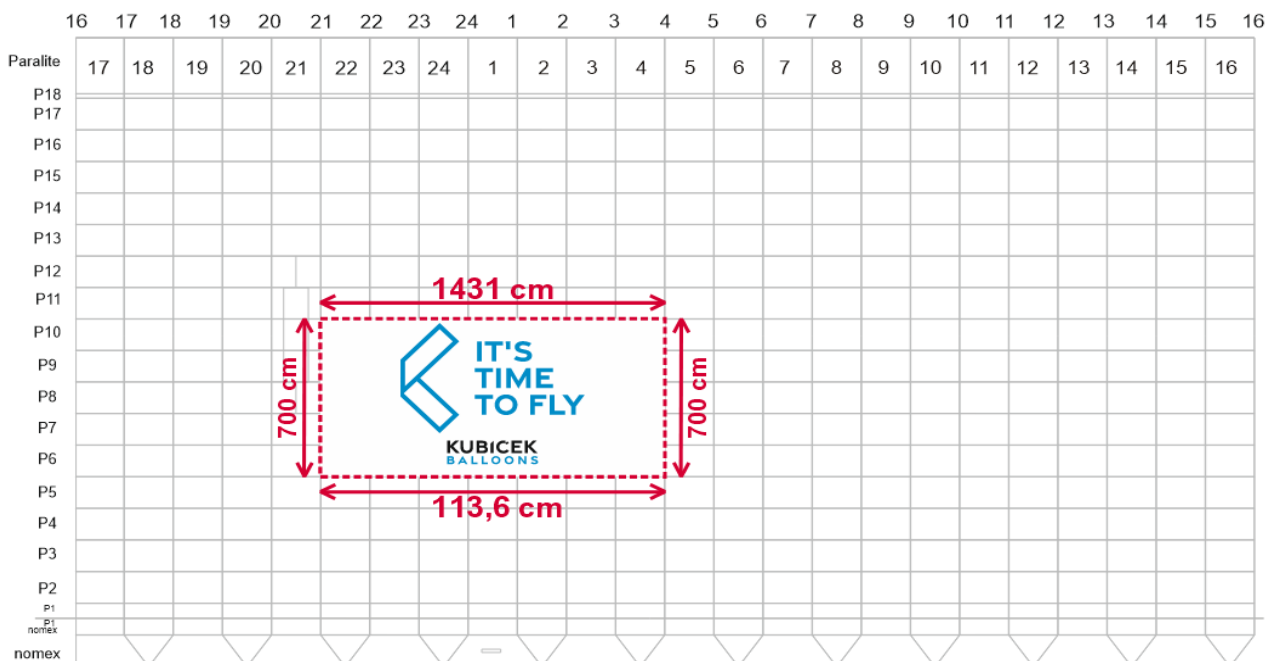 16 17 18 19 20 21 22 23 24 1 2 3 4 5 6 7 8 9 10 11 12 13 14 15 16
Paralite 17 18 19 20 21 22 23 24 1 2 3 4 5 6 7 8 9 10 11 12 13 14 15 16
P18
P17
P16
P15
P14
P13
P12
1431 cm
P11
P10
IT'S
P9
TIME
P8
TO FLY
700 cm
700 cm
P7
KUBICEK
P6
BALLOONS
P5
113,6 cm
P4
P3
P2
P1
P1
nomex
nomex